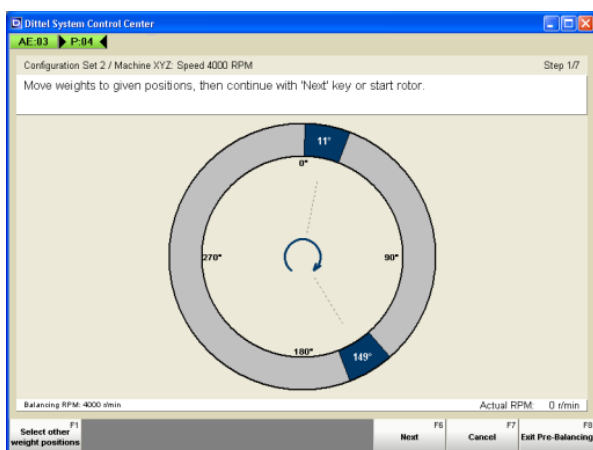 Dittel System Control Center
AE:03 P:04
Configuration Set 2 / Machine XYZ: Speed 4000 RPM Step 1/7
Move weights to given positions, then continue with 'Next' key or start rotor.
11°
0°
270° 90°
180°
149°
Balancing RPM: 4000 r/min Actual RPM: 0 r/min
F1 F6 F7 F8
Select other
weight positions Next Cancel Exit Pre-Balancing